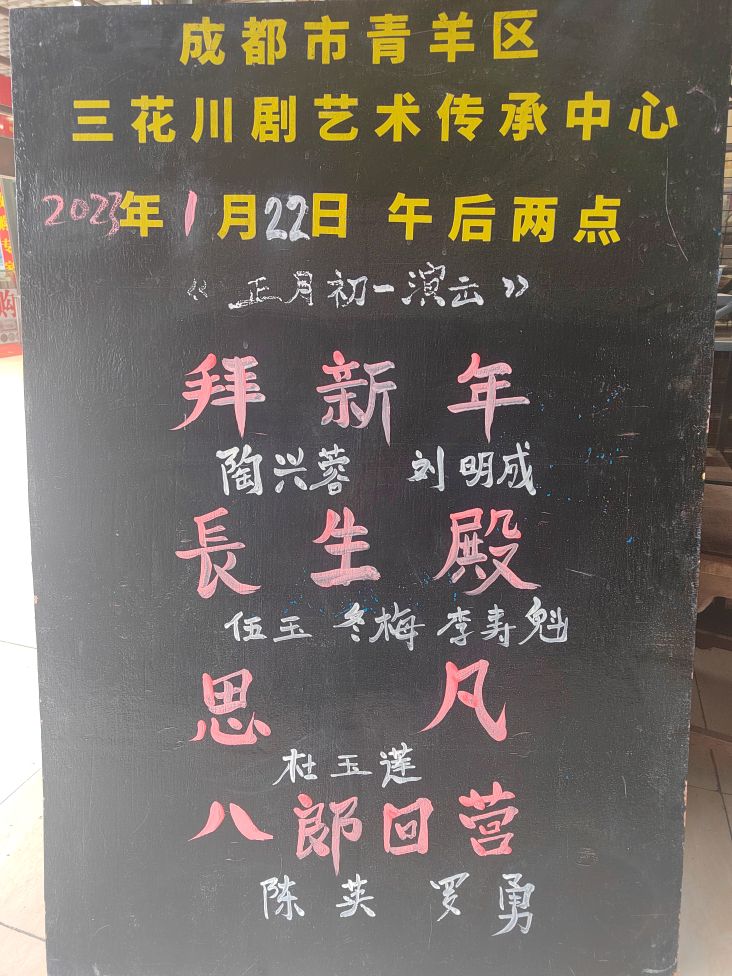 成都市青羊区
三花川剧艺术传承中心
2023年1月22日 午后两点
《正月初一演出》
拜新年
陶兴蓉 刘明成
長生殿
伍玉 冬梅 李寿魁
思凡
杜玉莲
八郎回营
陈英 罗勇
购